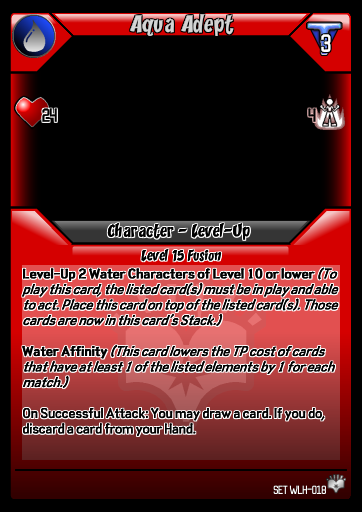 Aqua Adept
3
24
4
Character - Level-Up
Level 15 Fusion
Level-Up 2 Water Characters of Level 10 or lower (To
play this card, the listed card(s) must be in play and able
to act. Place this card on top of the listed card(s). Those
cards are now in this card's Stack.)
Water Affinity (This card lowers the TP cost of cards
that have at least 1 of the listed elements by 1 for each
match.)
On Successful Attack: You may draw a card. If you do,
discard a card from your Hand.
SET WLH-018